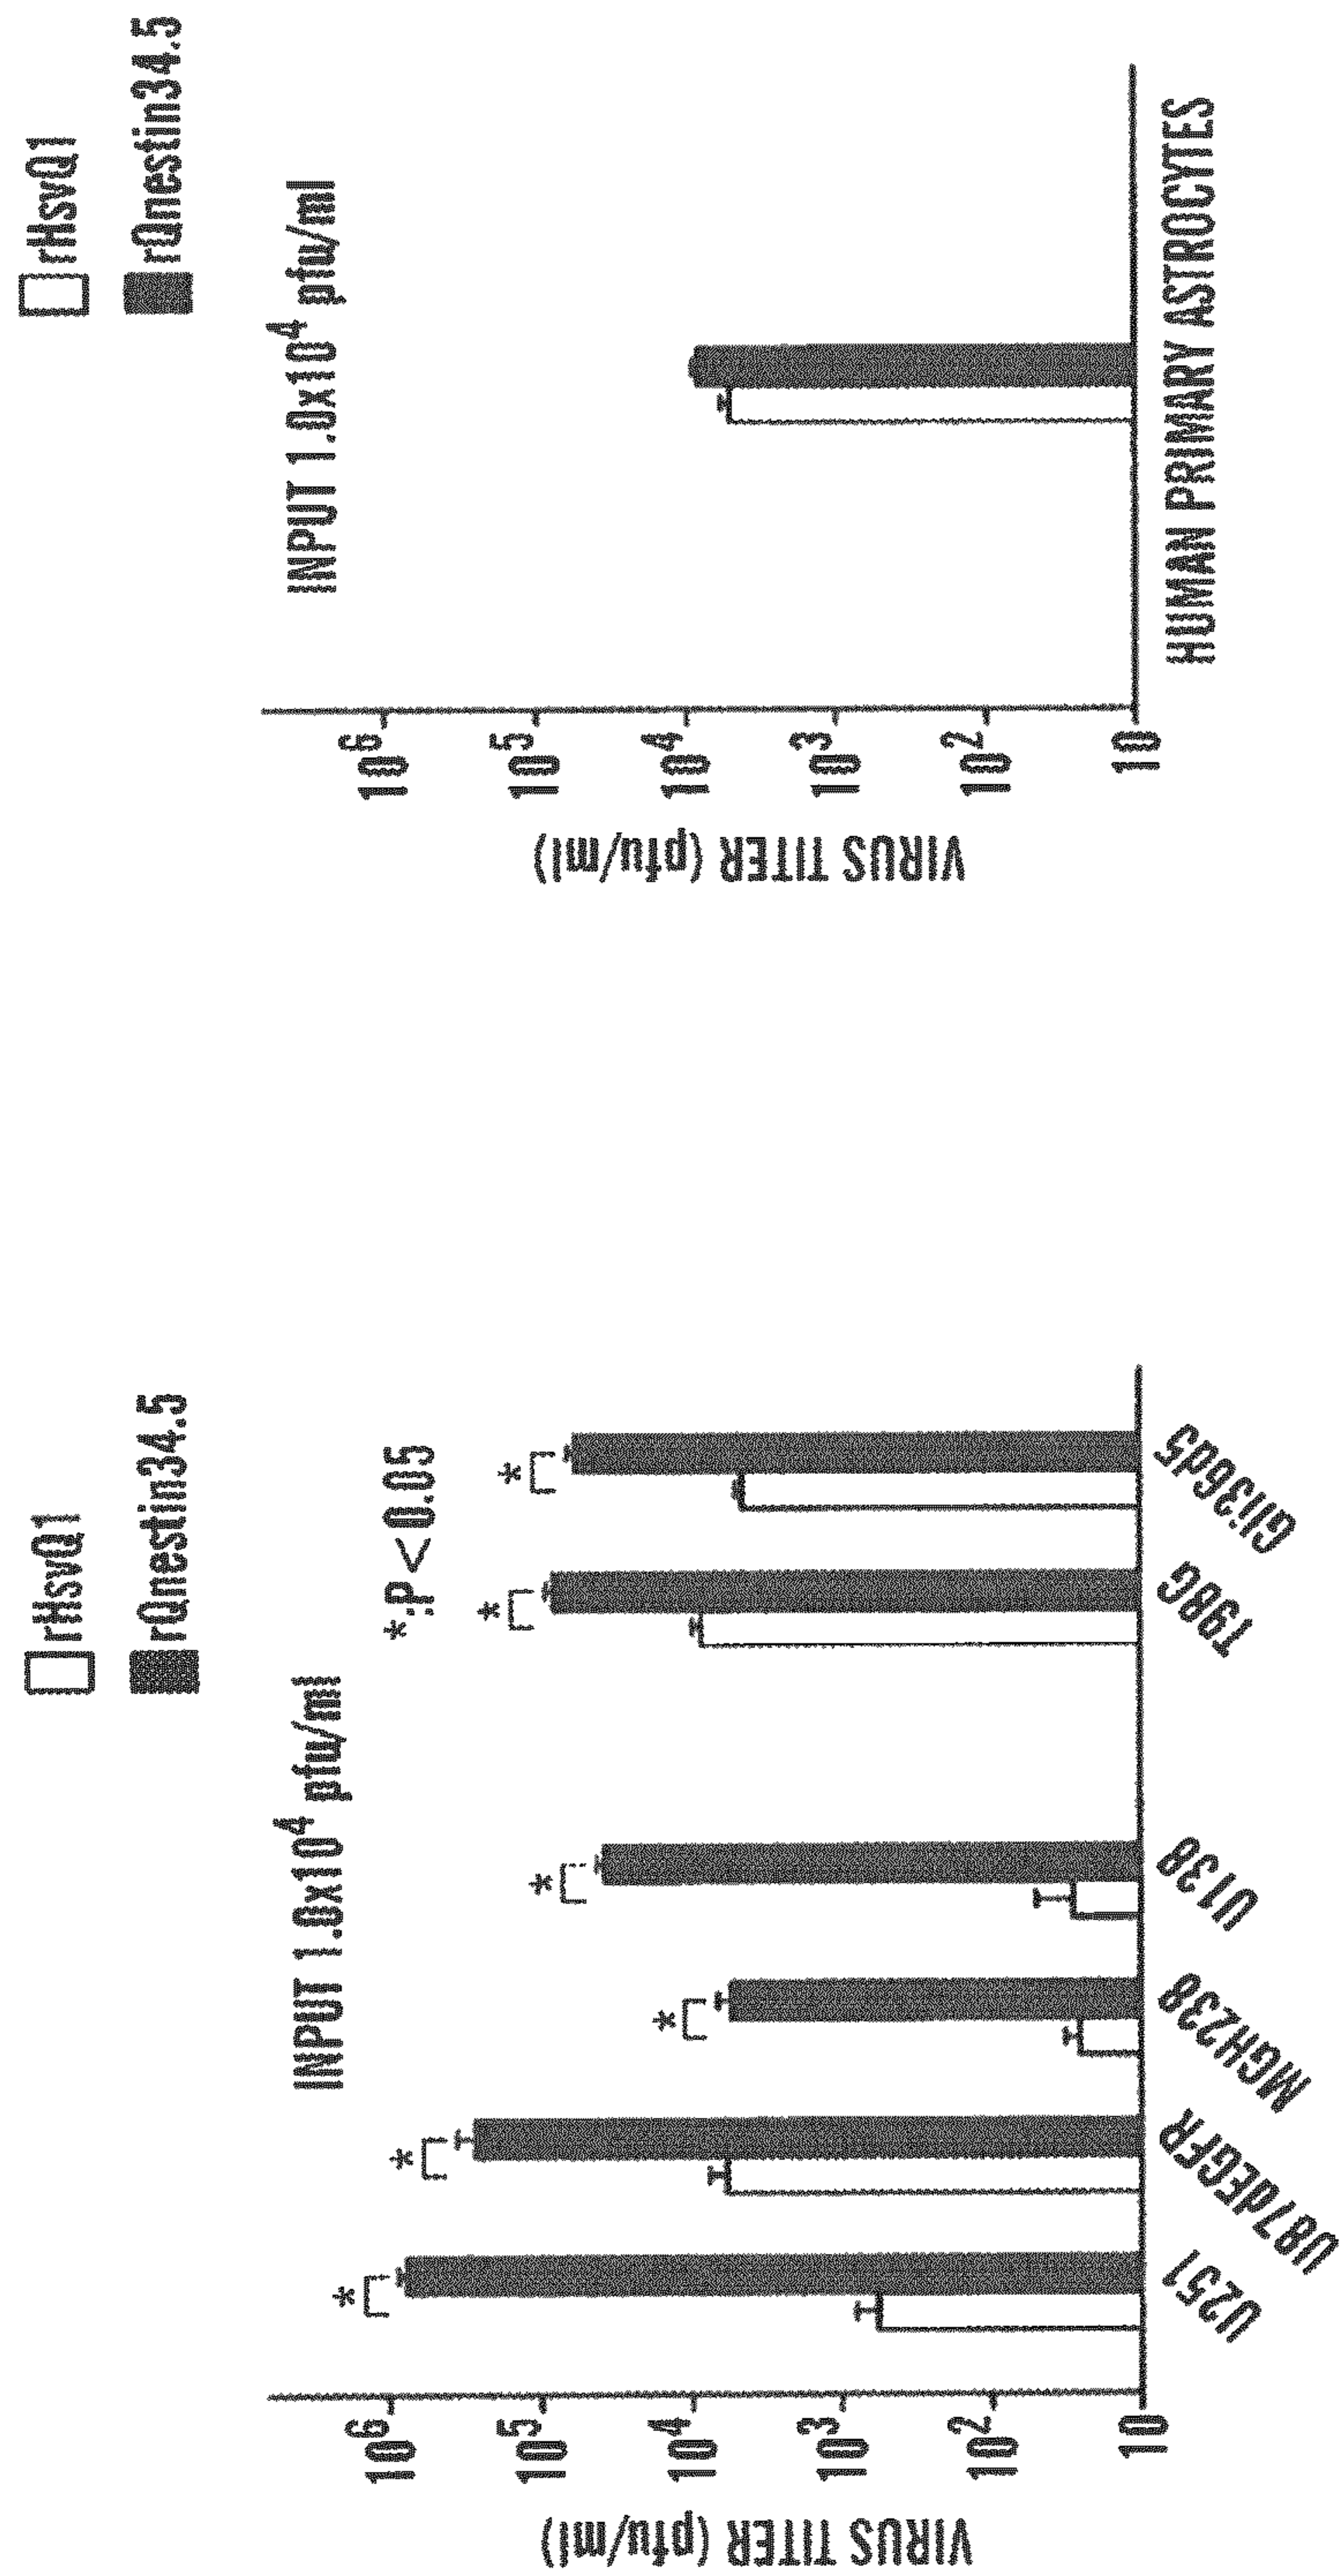 rHsvQ1
rQnestin34.5
INPUT 1.0x10⁴ pfu/ml
*:P<0.05
VIRUS TITER (pfu/ml)
10⁶
10⁵
10⁴
10³
10²
10
*
*
*
*
*
*
U251
U87dEGFR
MGH238
U138
T98G
Gli36d5
rHsvQ1
rQnestin34.5
INPUT 1.0x10⁴ pfu/ml
VIRUS TITER (pfu/ml)
10⁶
10⁵
10⁴
10³
10²
10
HUMAN PRIMARY ASTROCYTES